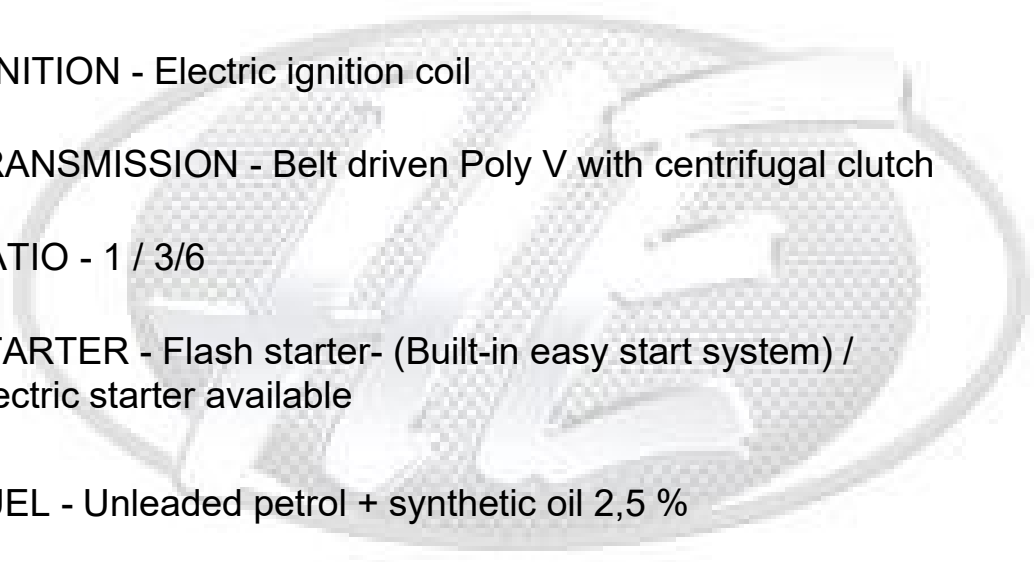 NITION - Electric ignition coil
RANSMISSION - Belt driven Poly V with centrifugal clutch
ATIO - 1 / 3/6
TARTER - Flash starter- (Built-in easy start system) /
ectric starter available
UEL - Unleaded petrol + synthetic oil 2,5 %